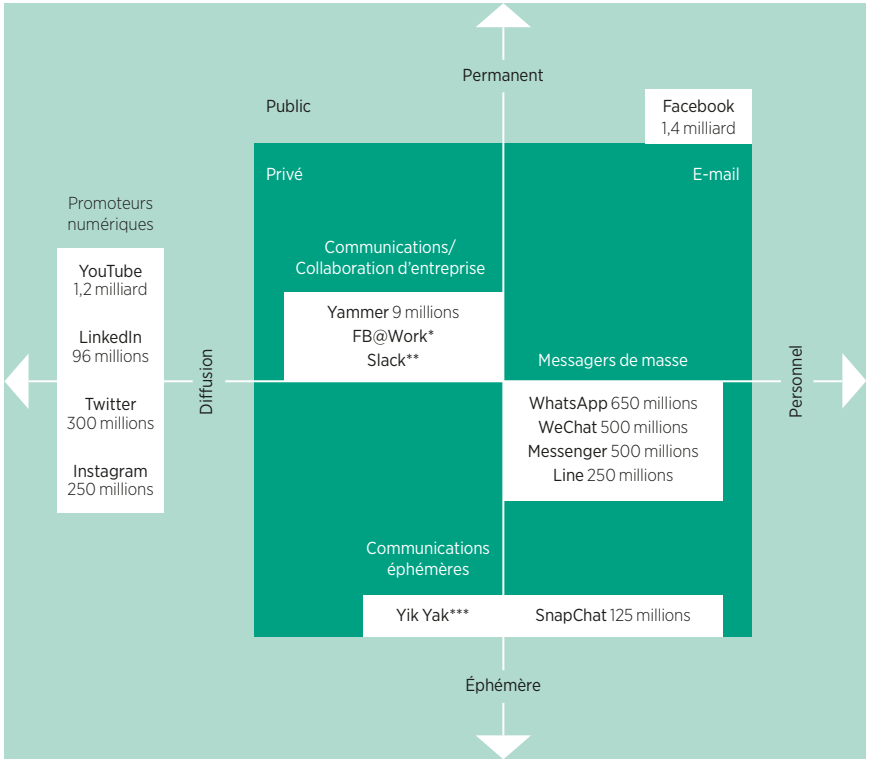 Permanent
Public
Facebook
1,4 milliard
Privé
E-mail
Promoteurs
numériques
YouTube
1,2 milliard
LinkedIn
96 millions
Twitter
300 millions
Instagram
250 millions
Diffusion
Communications/
Collaboration d'entreprise
Yammer 9 millions
FB@Work*
Slack**
Messagers de masse
WhatsApp 650 millions
WeChat 500 millions
Messenger 500 millions
Line 250 millions
Personnel
Communications
éphémères
Yik Yak***
SnapChat 125 millions
Éphémère